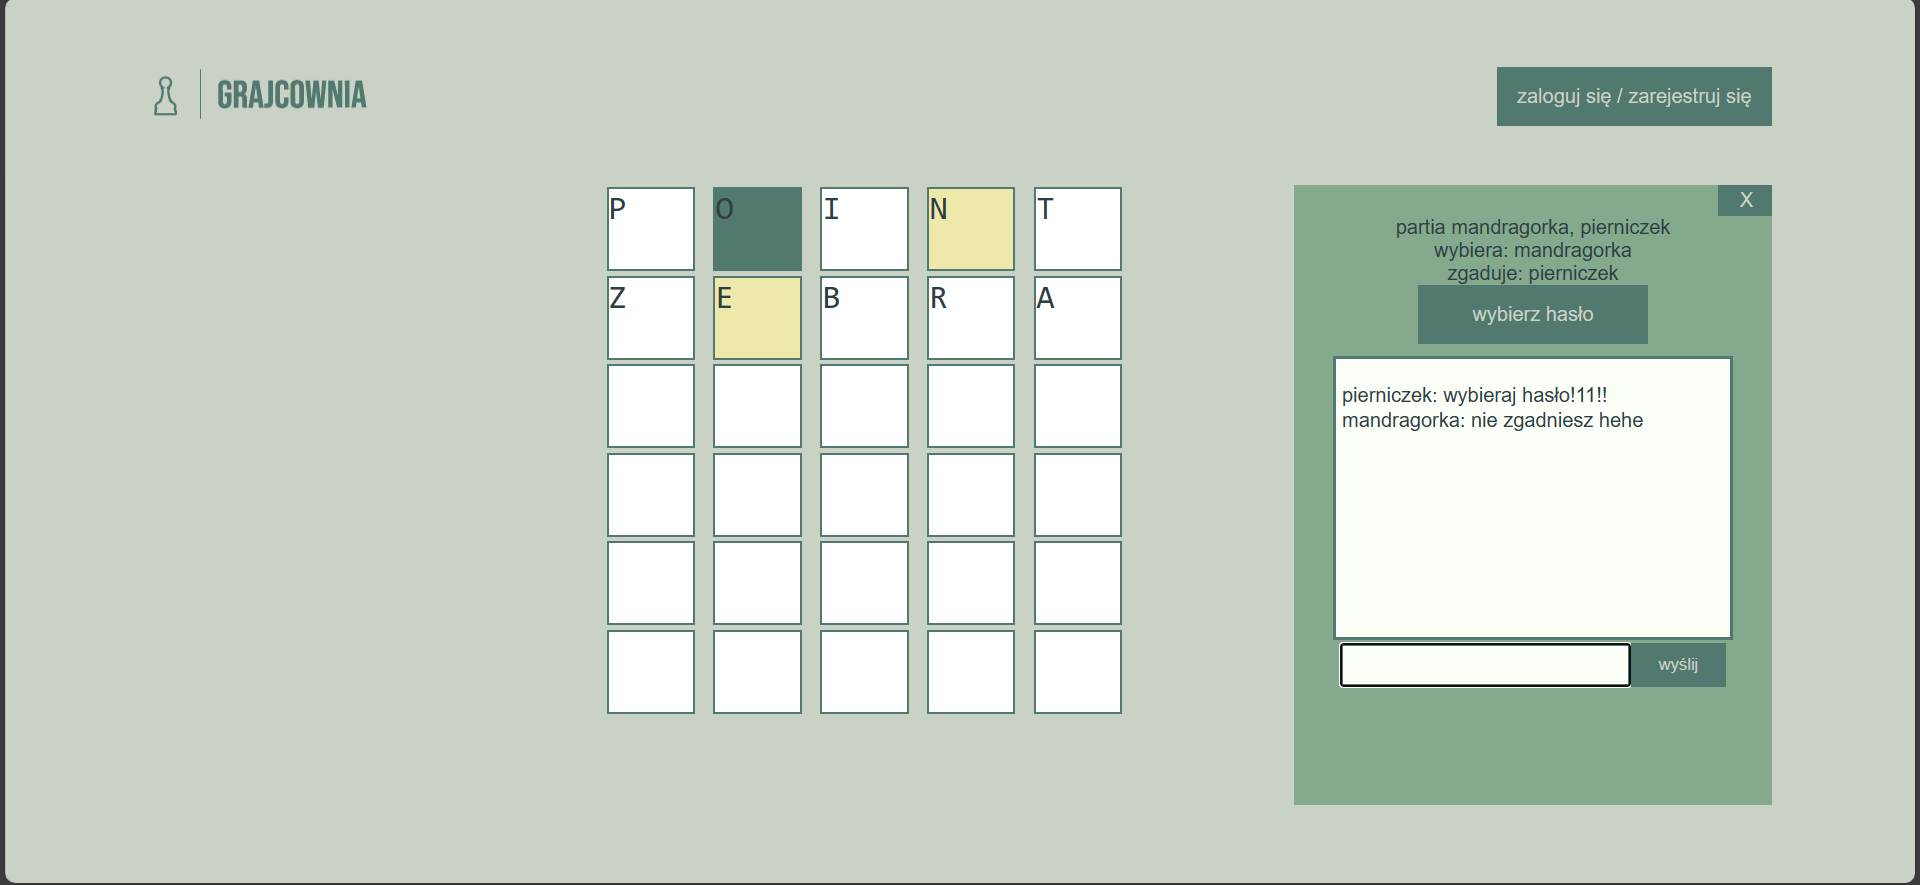 GRAJCOWNIA
zaloguj się / zarejestruj się
P O I N T
Z E B R A
X
partia mandragorka, pierniczek
wybiera: mandragorka
zgaduje: pierniczek
wybierz hasło
pierniczek: wybieraj hasło!11!!
mandragorka: nie zgadniesz hehe
wyślij